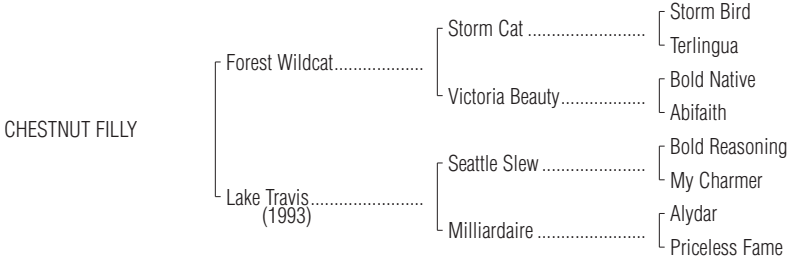 Storm Bird
Storm Cat ........................
Terlingua
Forest Wildcat...................
Bold Native
Victoria Beauty.................
Abifaith
CHESTNUT FILLY
Bold Reasoning
Seattle Slew .....................
My Charmer
Lake Travis........................
(1993)
Alydar
Milliardaire ......................
Priceless Fame